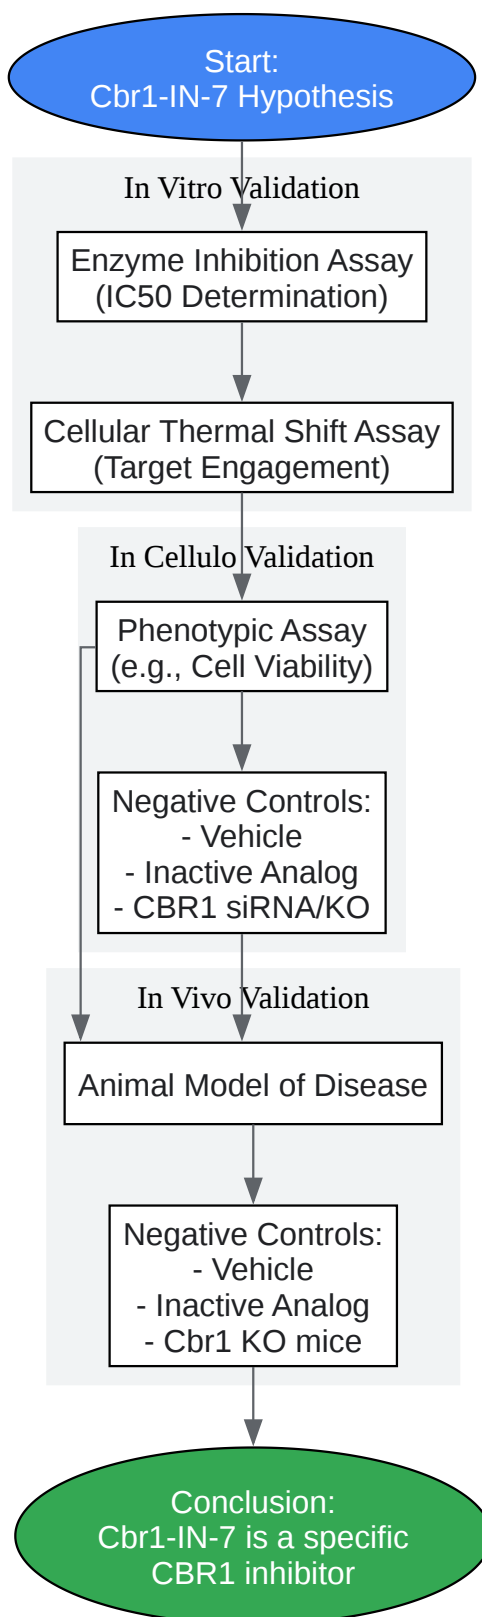 Start:
Cbr1-IN-7 Hypothesis
In Vitro Validation
Enzyme Inhibition Assay
(IC50 Determination)
Cellular Thermal Shift Assay
(Target Engagement)
In Cellulo Validation
Phenotypic Assay
(e.g., Cell Viability)
Negative Controls:
- Vehicle
- Inactive Analog
- CBR1 siRNA/KO
In Vivo Validation
Animal Model of Disease
Negative Controls:
- Vehicle
- Inactive Analog
- Cbr1 KO mice
Conclusion:
Cbr1-IN-7 is a specific
CBR1 inhibitor